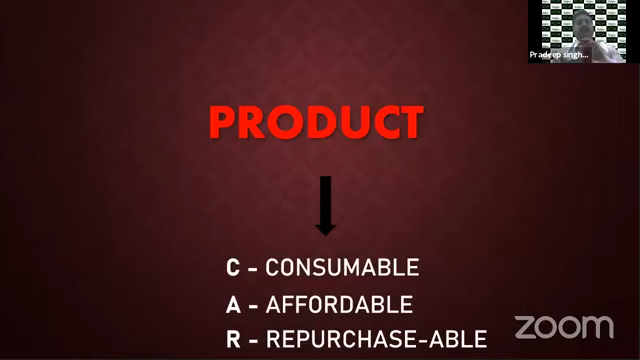 Pradeep singh...
PRODUCT
C - CONSUMABLE
A - AFFORDABLE
R - REPURCHASE-ABLE
zoom